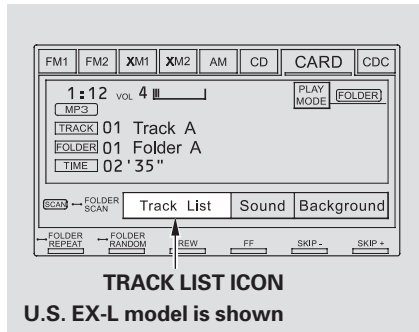 FM1 FM2 XM1 XM2 AM CD CARD CDC
1:12 VOL 4 PLAY MODE FOLDER
MP3
TRACK 01 Track A
FOLDER 01 Folder A
TIME 02'35"
SCAN FOLDER SCAN Track List Sound Background
FOLDER REPEAT FOLDER RANDOM REW FF SKIP - SKIP +
TRACK LIST ICON
U.S. EX-L model is shown